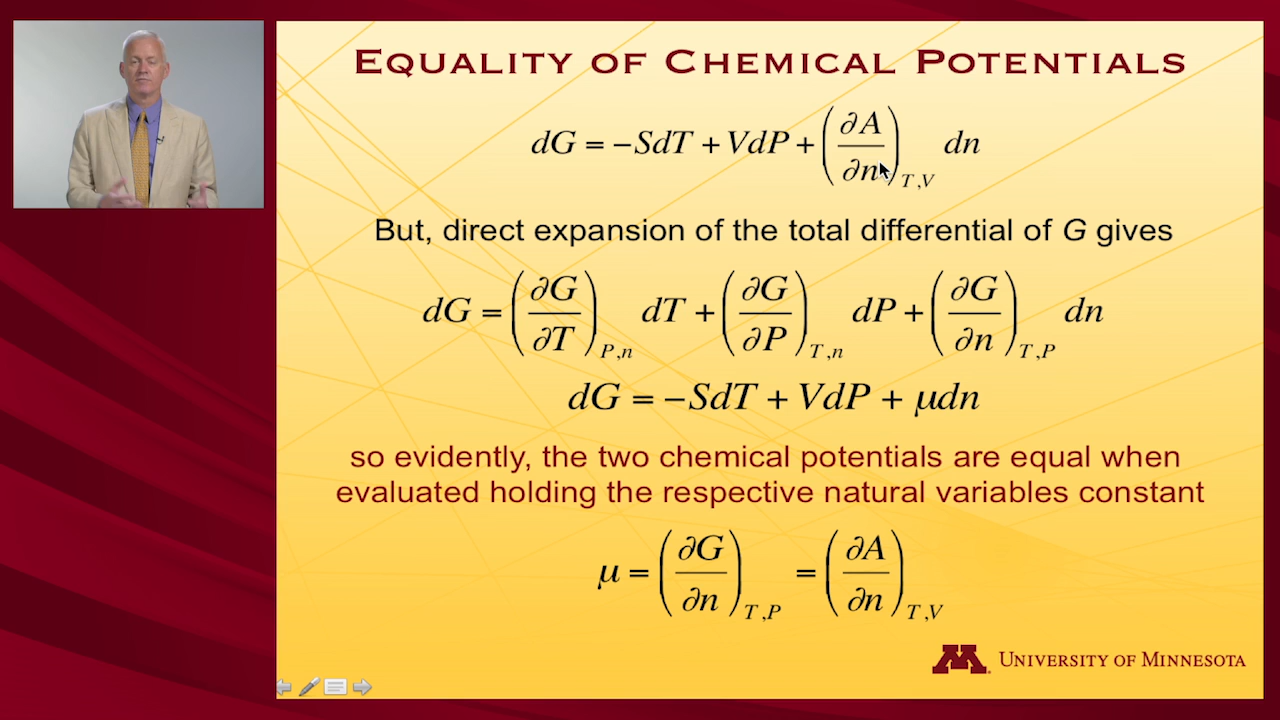 EQUALITY OF CHEMICAL POTENTIALS
dG = −SdT + VdP + (∂A/∂n)_{T,V} dn
But, direct expansion of the total differential of G gives
dG = (∂G/∂T)_{P,n} dT + (∂G/∂P)_{T,n} dP + (∂G/∂n)_{T,P} dn
dG = −SdT + VdP + μdn
so evidently, the two chemical potentials are equal when
evaluated holding the respective natural variables constant
μ = (∂G/∂n)_{T,P} = (∂A/∂n)_{T,V}
M UNIVERSITY OF MINNESOTA